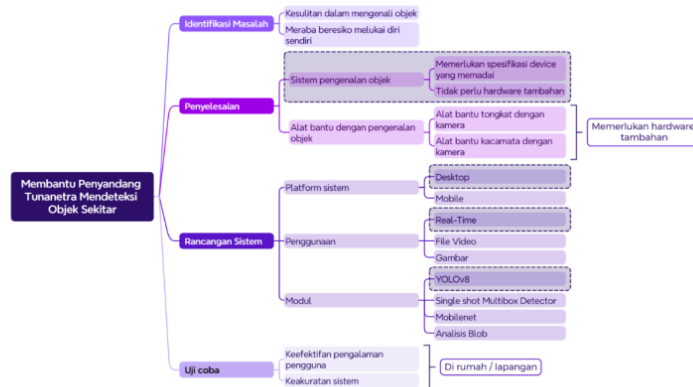 Membantu Penyandang
Tunanetra Mendeteksi
Objek Sekitar
Identifikasi Masalah
Kesulitan dalam mengenali objek
Meraba beresiko melukai diri
sendiri
Penyelesaian
Sistem pengenalan objek
Memerlukan spesifikasi device
yang memadai
Tidak perlu hardware tambahan
Alat bantu dengan pengenalan
objek
Alat bantu tongkat dengan
kamera
Alat bantu kacamata dengan
kamera
Memerlukan hardware
tambahan
Rancangan Sistem
Platform sistem
Desktop
Mobile
Penggunaan
Real-Time
File Video
Gambar
Modul
YOLOv8
Single shot Multibox Detector
Mobilenet
Analisis Blob
Uji coba
Keefektifan pengalaman
pengguna
Keakuratan sistem
Di rumah / lapangan